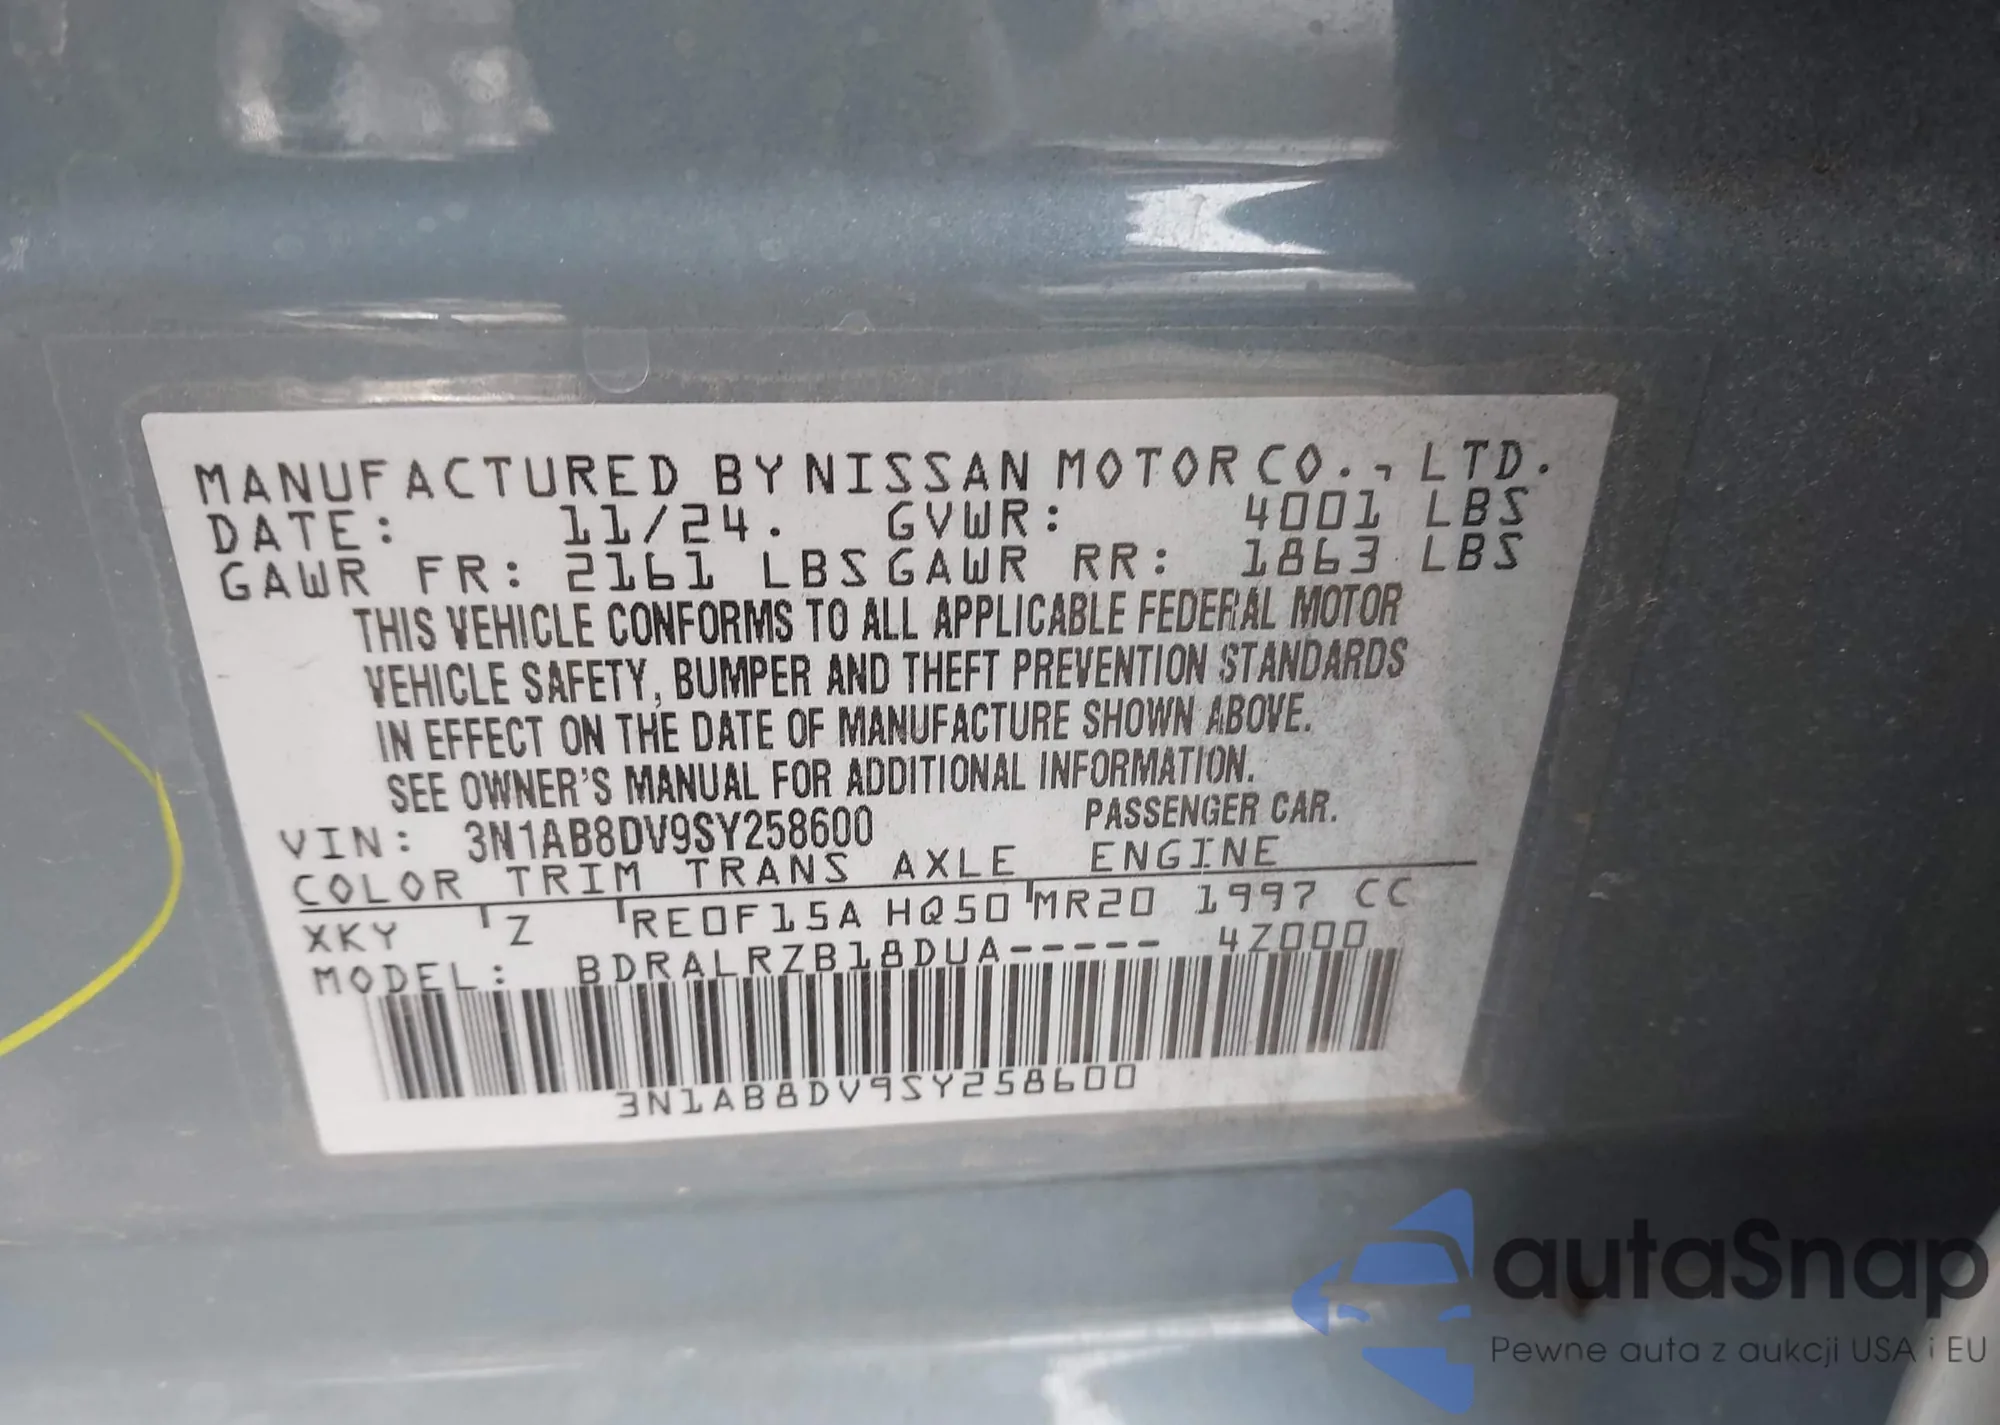 MANUFACTURED BY NISSAN MOTOR CO., LTD.
DATE: 11/24. GVWR: 4001 LBS
GAWR FR: 2161 LBS GAWR RR: 1863 LBS
THIS VEHICLE CONFORMS TO ALL APPLICABLE FEDERAL MOTOR
VEHICLE SAFETY, BUMPER AND THEFT PREVENTION STANDARDS
IN EFFECT ON THE DATE OF MANUFACTURE SHOWN ABOVE.
SEE OWNER'S MANUAL FOR ADDITIONAL INFORMATION.
VIN: 3N1AB8DV9SY258600 PASSENGER CAR.
COLOR TRIM TRANS AXLE ENGINE
XKY Z RE0F15A HQ50 MR20 1997 CC
MODEL: BDRALRZB18DUA----- 4Z000
3N1AB8DV9SY258600
autaSnap
Pewne auta z aukcji USA i EU